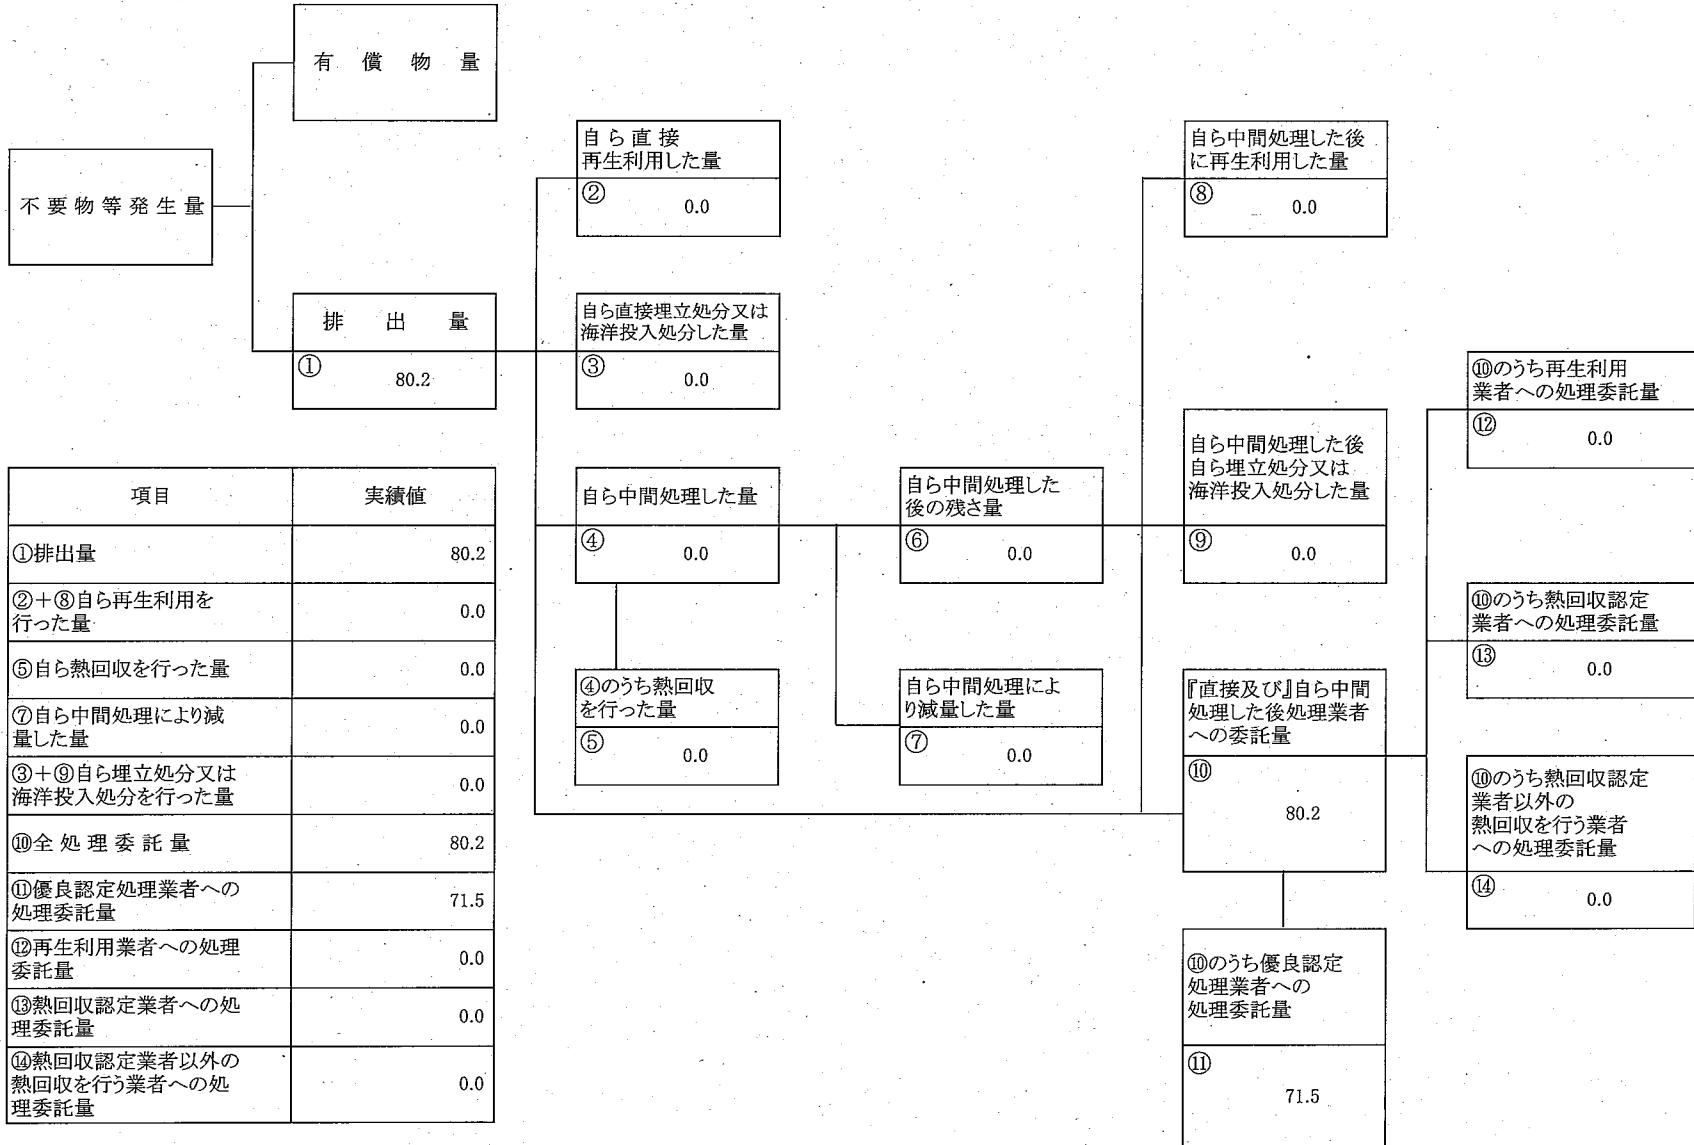 有償物量
不要物等発生量
排出量
①
80.2
自ら直接
再生利用した量
②
0.0
自ら直接埋立処分又は
海洋投入処分した量
③
0.0
自ら中間処理した量
④
0.0
④のうち熱回収
を行った量
⑤
0.0
自ら中間処理した
後の残さ量
⑥
0.0
自ら中間処理によ
り減量した量
⑦
0.0
自ら中間処理した後
に再生利用した量
⑧
0.0
自ら中間処理した後
自ら埋立処分又は
海洋投入処分した量
⑨
0.0
『直接及び』自ら中間
処理した後処理業者
への委託量
⑩
80.2
⑩のうち優良認定
処理業者への
処理委託量
⑪
71.5
⑩のうち再生利用
業者への処理委託量
⑫
0.0
⑩のうち熱回収認定
業者への処理委託量
⑬
0.0
⑩のうち熱回収認定
業者以外の
熱回収を行う業者
への処理委託量
⑭
0.0
項目 実績値
①排出量 80.2
②+⑧自ら再生利用を
行った量 0.0
⑤自ら熱回収を行った量 0.0
⑦自ら中間処理により減
量した量 0.0
③+⑨自ら埋立処分又は
海洋投入処分を行った量 0.0
⑩全処理委託量 80.2
⑪優良認定処理業者への
処理委託量 71.5
⑫再生利用業者への処理
委託量 0.0
⑬熱回収認定業者への処
理委託量 0.0
⑭熱回収認定業者以外の
熱回収を行う業者への処
理委託量 0.0